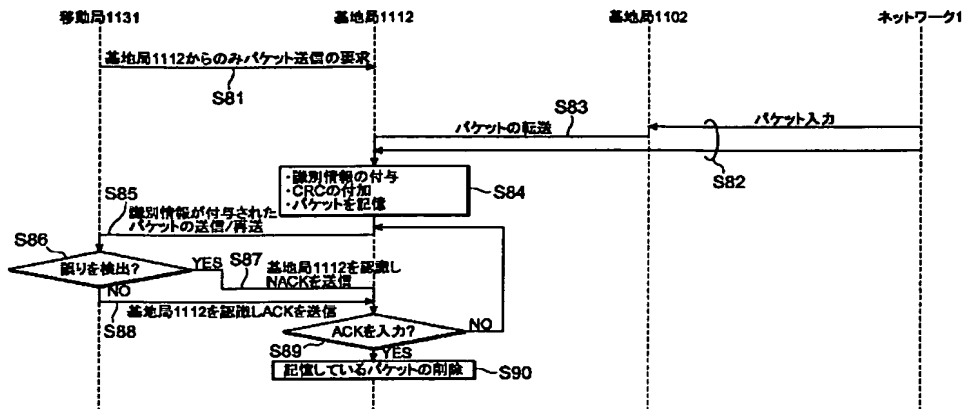 移動局1131
基地局1112
基地局1102
ネットワーク1
基地局1112からのみパケット送信の要求
S81
S83
パケットの転送
パケット入力
S82
・識別情報の付与
・CRCの付加
・パケットを記憶
S84
S85
識別情報が付与された
パケットの送信/再送
S86
誤りを検出?
YES
S87
基地局1112を認識し
NACKを送信
NO
S88
基地局1112を認識しACKを送信
ACKを入力?
NO
S89
YES
記憶しているパケットの削除
S90